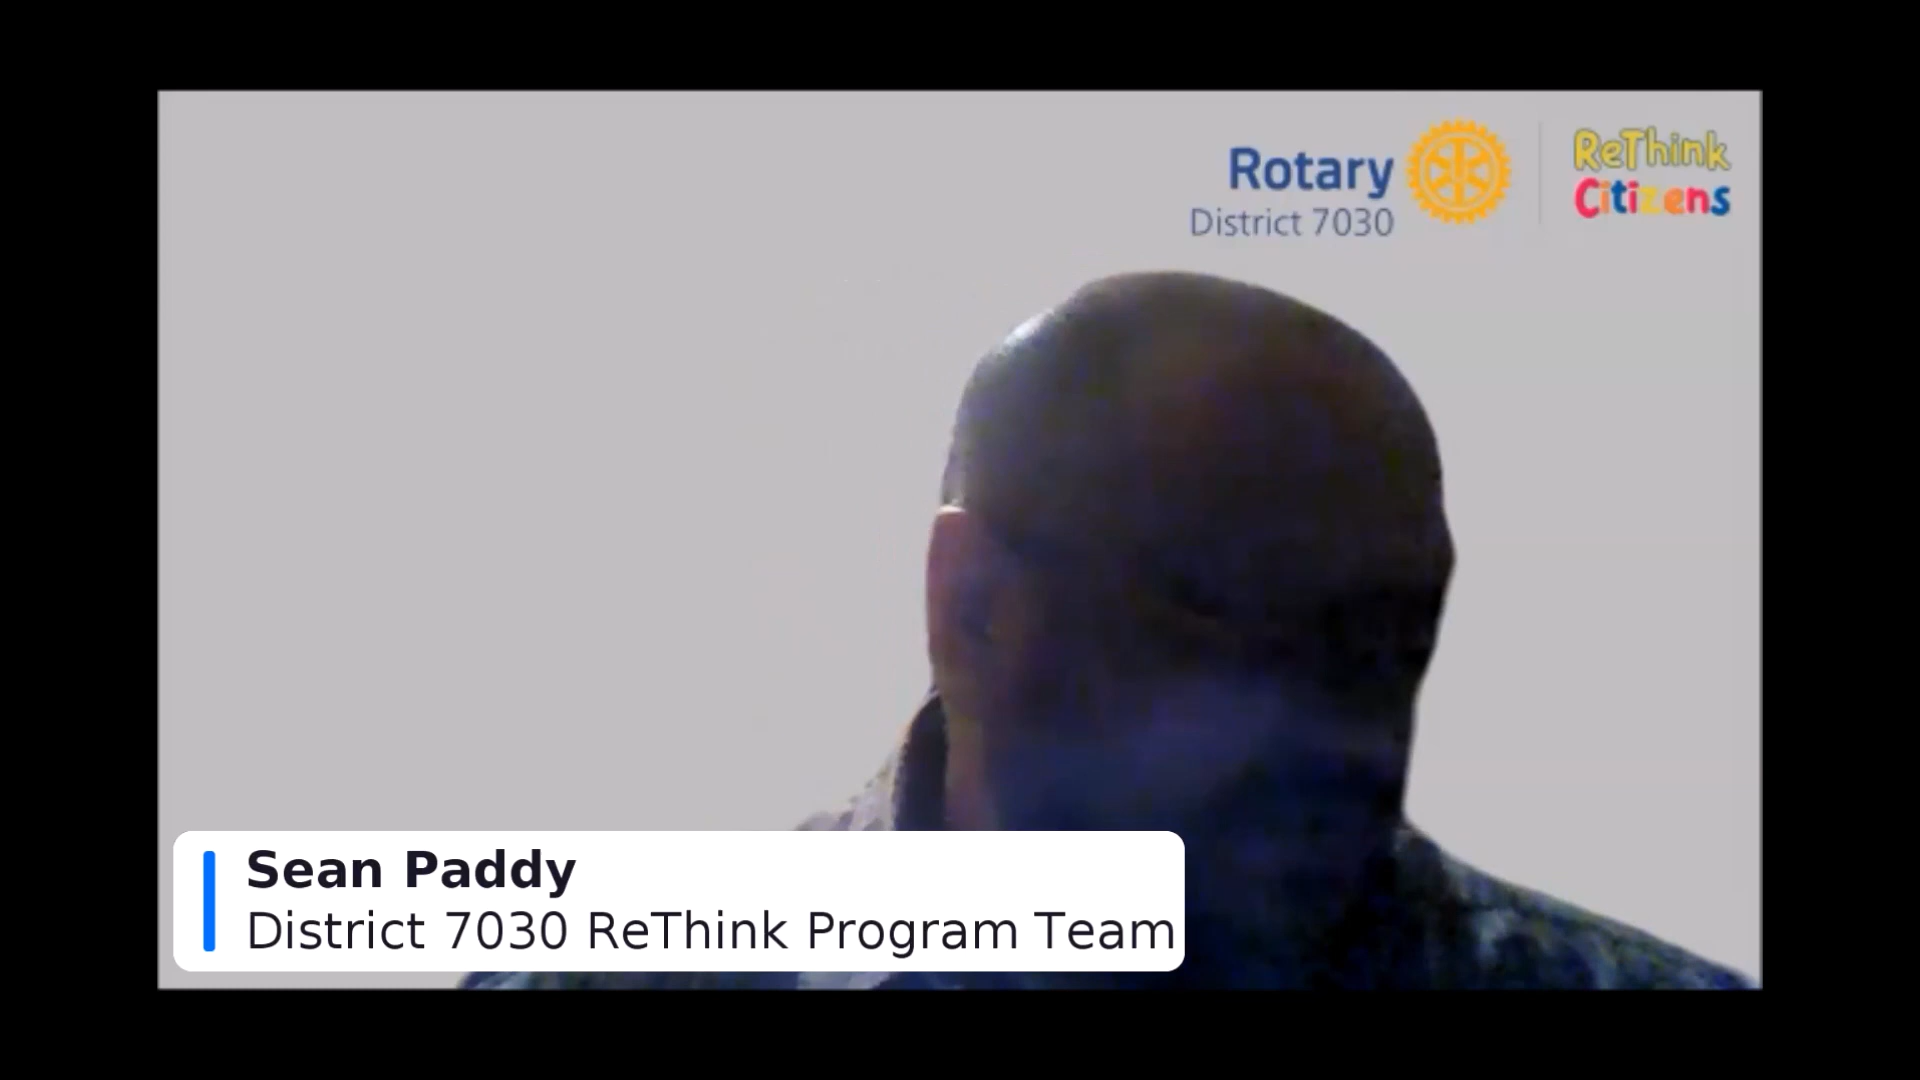 Rotary
District 7030
ReThink
Citizens
Sean Paddy
District 7030 ReThink Program Team